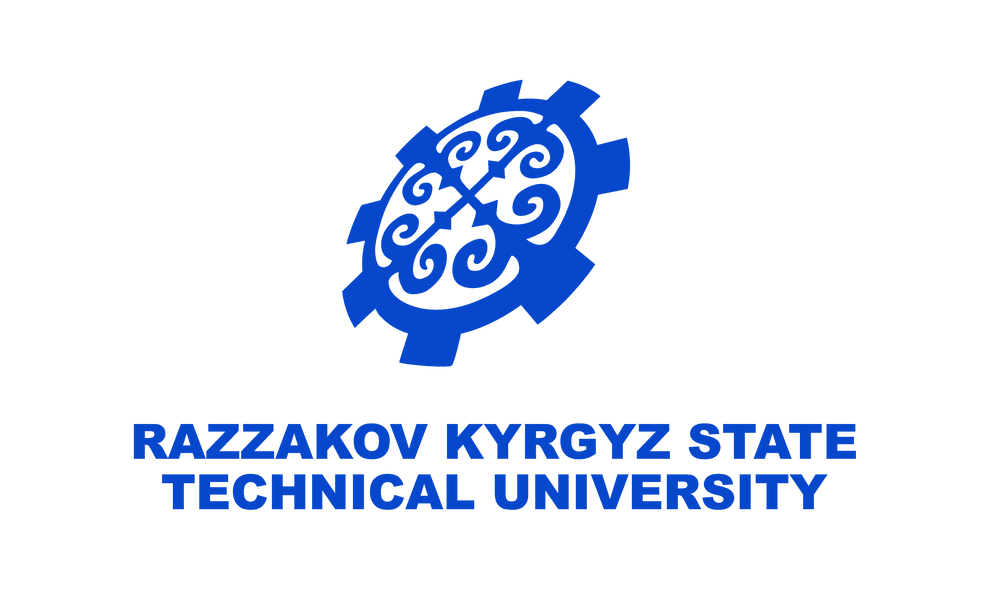 RAZZAKOV KYRGYZ STATE
TECHNICAL UNIVERSITY